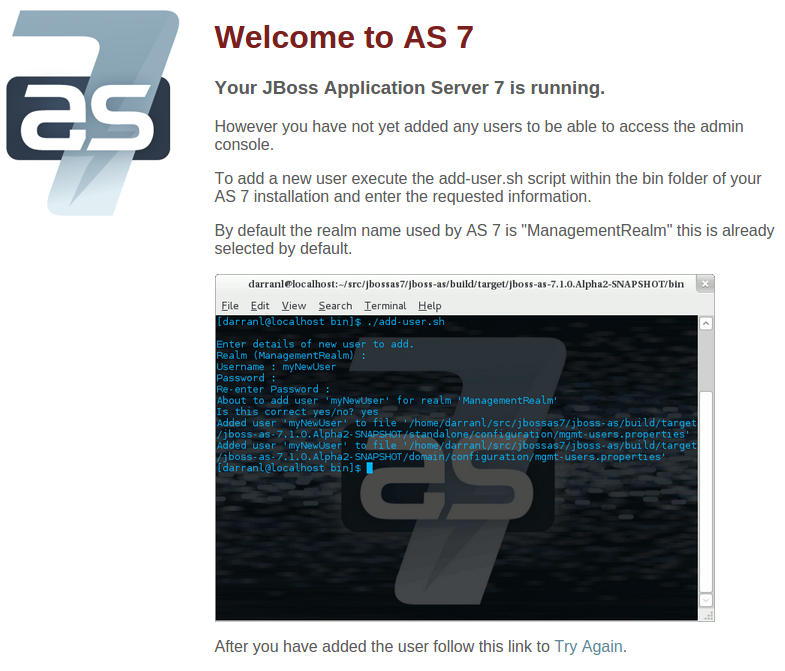 as
Welcome to AS 7
Your JBoss Application Server 7 is running.
However you have not yet added any users to be able to access the admin
console.
To add a new user execute the add-user.sh script within the bin folder of your
AS 7 installation and enter the requested information.
By default the realm name used by AS 7 is "ManagementRealm" this is already
selected by default.
darranl@localhost:~/src/jbossas7/jboss-as/build/target/jboss-as-7.1.0.Alpha2-SNAPSHOT/bin
File Edit View Search Terminal Help
[darranl@localhost bin]$ ./add-user.sh
Enter details of new user to add.
Realm (ManagementRealm) :
Username : myNewUser
Password :
Re-enter Password :
About to add user 'myNewUser' for realm 'ManagementRealm'
Is this correct yes/no? yes
Added user 'myNewUser' to file '/home/darranl/src/jbossas7/jboss-as/build/target
/jboss-as-7.1.0.Alpha2-SNAPSHOT/standalone/configuration/mgmt-users.properties'
Added user 'myNewUser' to file '/home/darranl/src/jbossas7/jboss-as/build/target
/jboss-as-7.1.0.Alpha2-SNAPSHOT/domain/configuration/mgmt-users.properties'
[darranl@localhost bin]$
as
After you have added the user follow this link to Try Again.